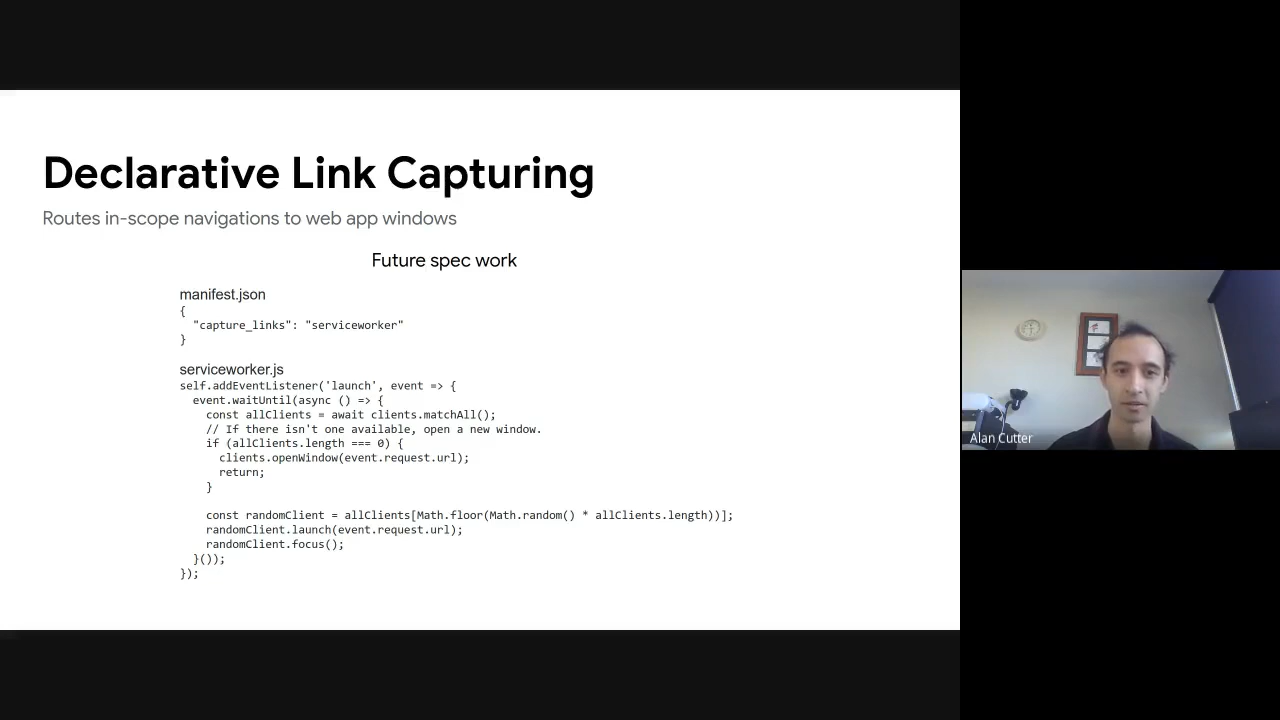 Declarative Link Capturing
Routes in-scope navigations to web app windows
Future spec work
manifest.json
{
  "capture_links": "serviceworker"
}
serviceworker.js
self.addEventListener('launch', event => {
  event.waitUntil(async () => {
    const allClients = await clients.matchAll();
    // If there isn't one available, open a new window.
    if (allClients.length === 0) {
      clients.openWindow(event.request.url);
      return;
    }
    const randomClient = allClients[Math.floor(Math.random() * allClients.length))];
    randomClient.launch(event.request.url);
    randomClient.focus();
  }());
});
Alan Cutter